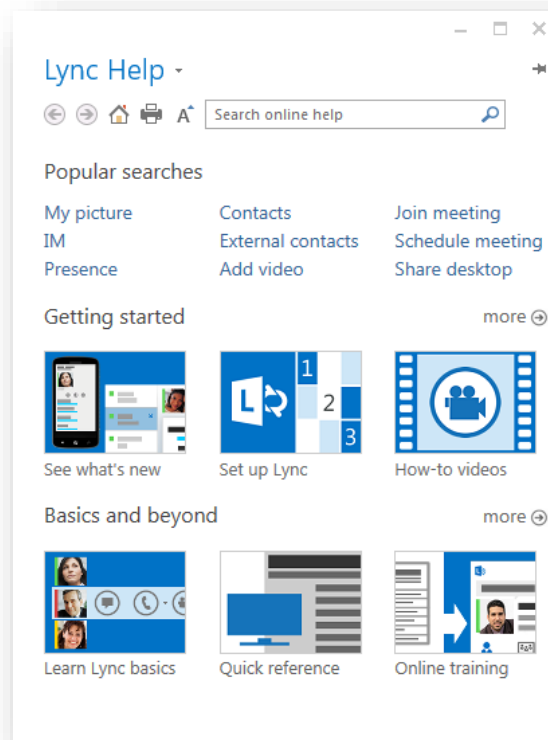 Lync Help
A
Search online help
Popular searches
My picture Contacts Join meeting
IM External contacts Schedule meeting
Presence Add video Share desktop
Getting started more
L 1
2
3
See what's new Set up Lync How-to videos
Basics and beyond more
Learn Lync basics Quick reference Online training